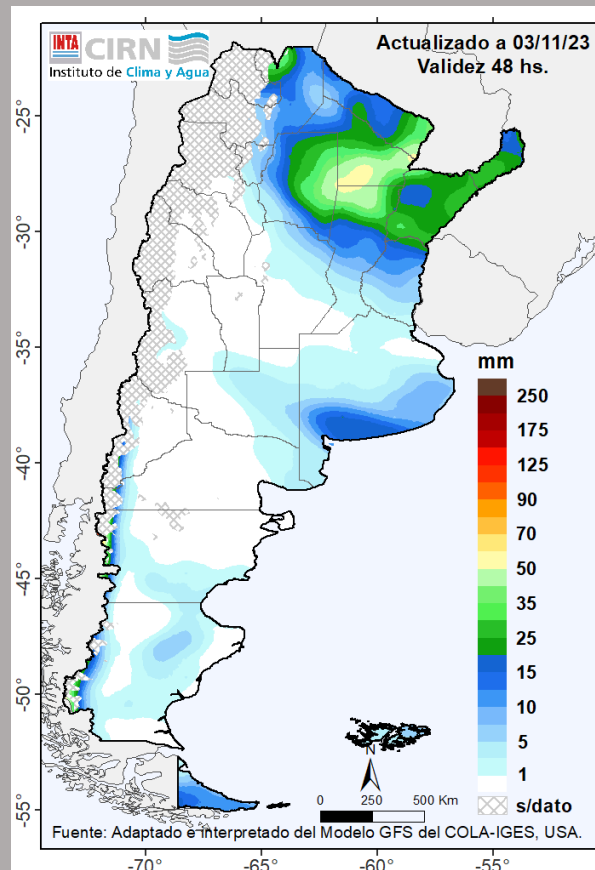 INTA CIRN
Instituto de Clima y Agua
Actualizado a 03/11/23
Validez 48 hs.
-25°
-30°
-35°
-40°
-45°
-50°
-55°
mm
250
175
125
90
70
50
35
25
15
10
5
1
s/dato
N
0 250 500 Km
Fuente: Adaptado e interpretado del Modelo GFS del COLA-IGES, USA.
-70° -65° -60° -55°